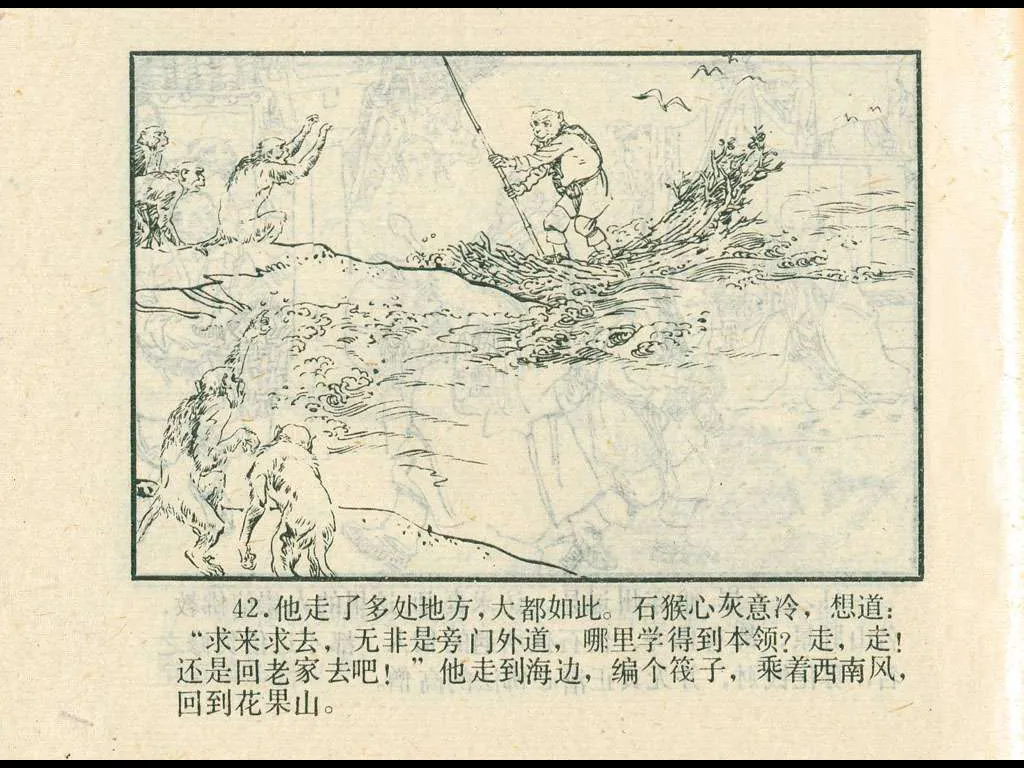 42.他走了多处地方,大都如此。石猴心灰意冷,想道:
“求来求去,无非是旁门外道,哪里学得到本领?走,走!
还是回老家去吧!”他走到海边,编个筏子,乘着西南风,
回到花果山。